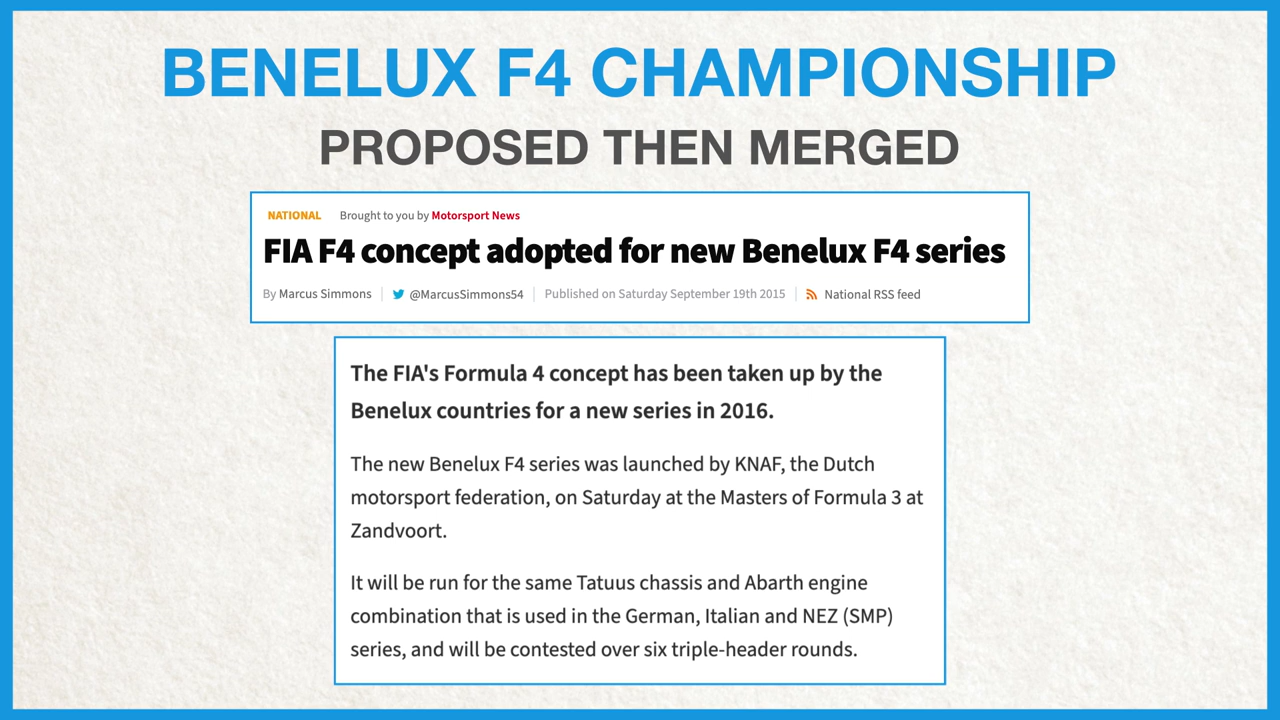 BENELUX F4 CHAMPIONSHIP
PROPOSED THEN MERGED
NATIONAL Brought to you by Motorsport News
FIA F4 concept adopted for new Benelux F4 series
By Marcus Simmons @MarcusSimmons54 Published on Saturday September 19th 2015 National RSS feed
The FIA's Formula 4 concept has been taken up by the
Benelux countries for a new series in 2016.
The new Benelux F4 series was launched by KNAF, the Dutch
motorsport federation, on Saturday at the Masters of Formula 3 at
Zandvoort.
It will be run for the same Tatuus chassis and Abarth engine
combination that is used in the German, Italian and NEZ (SMP)
series, and will be contested over six triple-header rounds.